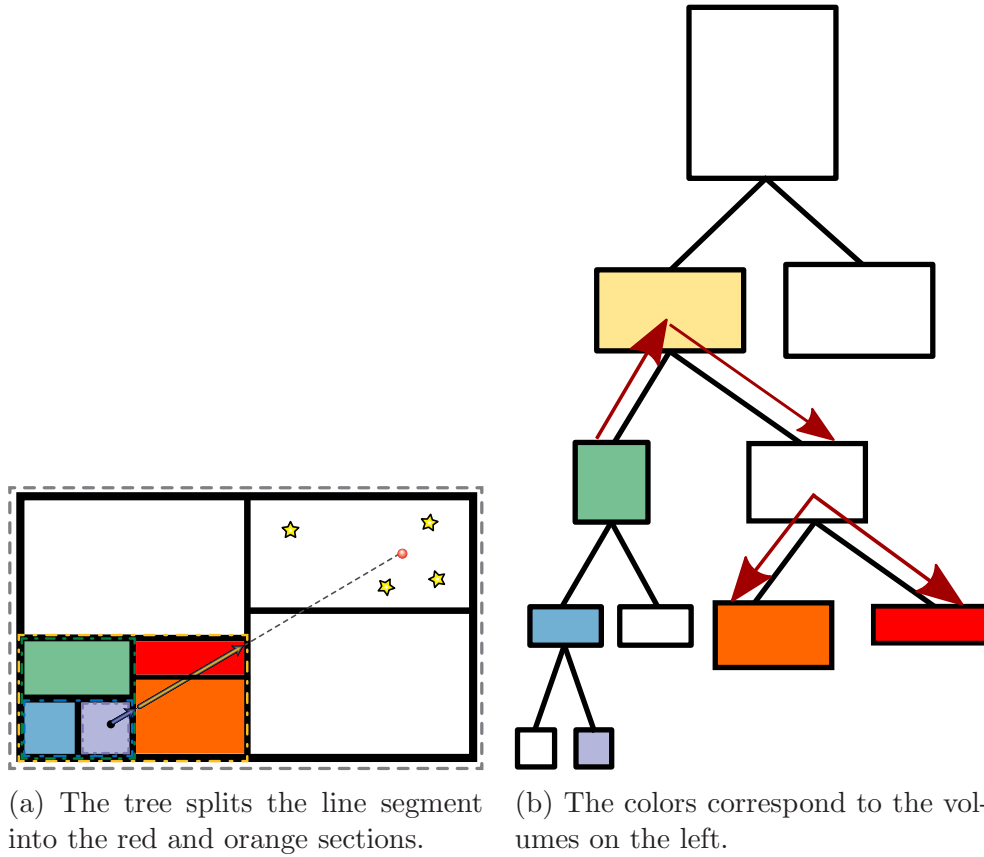 (a) The tree splits the line segment
into the red and orange sections.
(b) The colors correspond to the vol-
umes on the left.